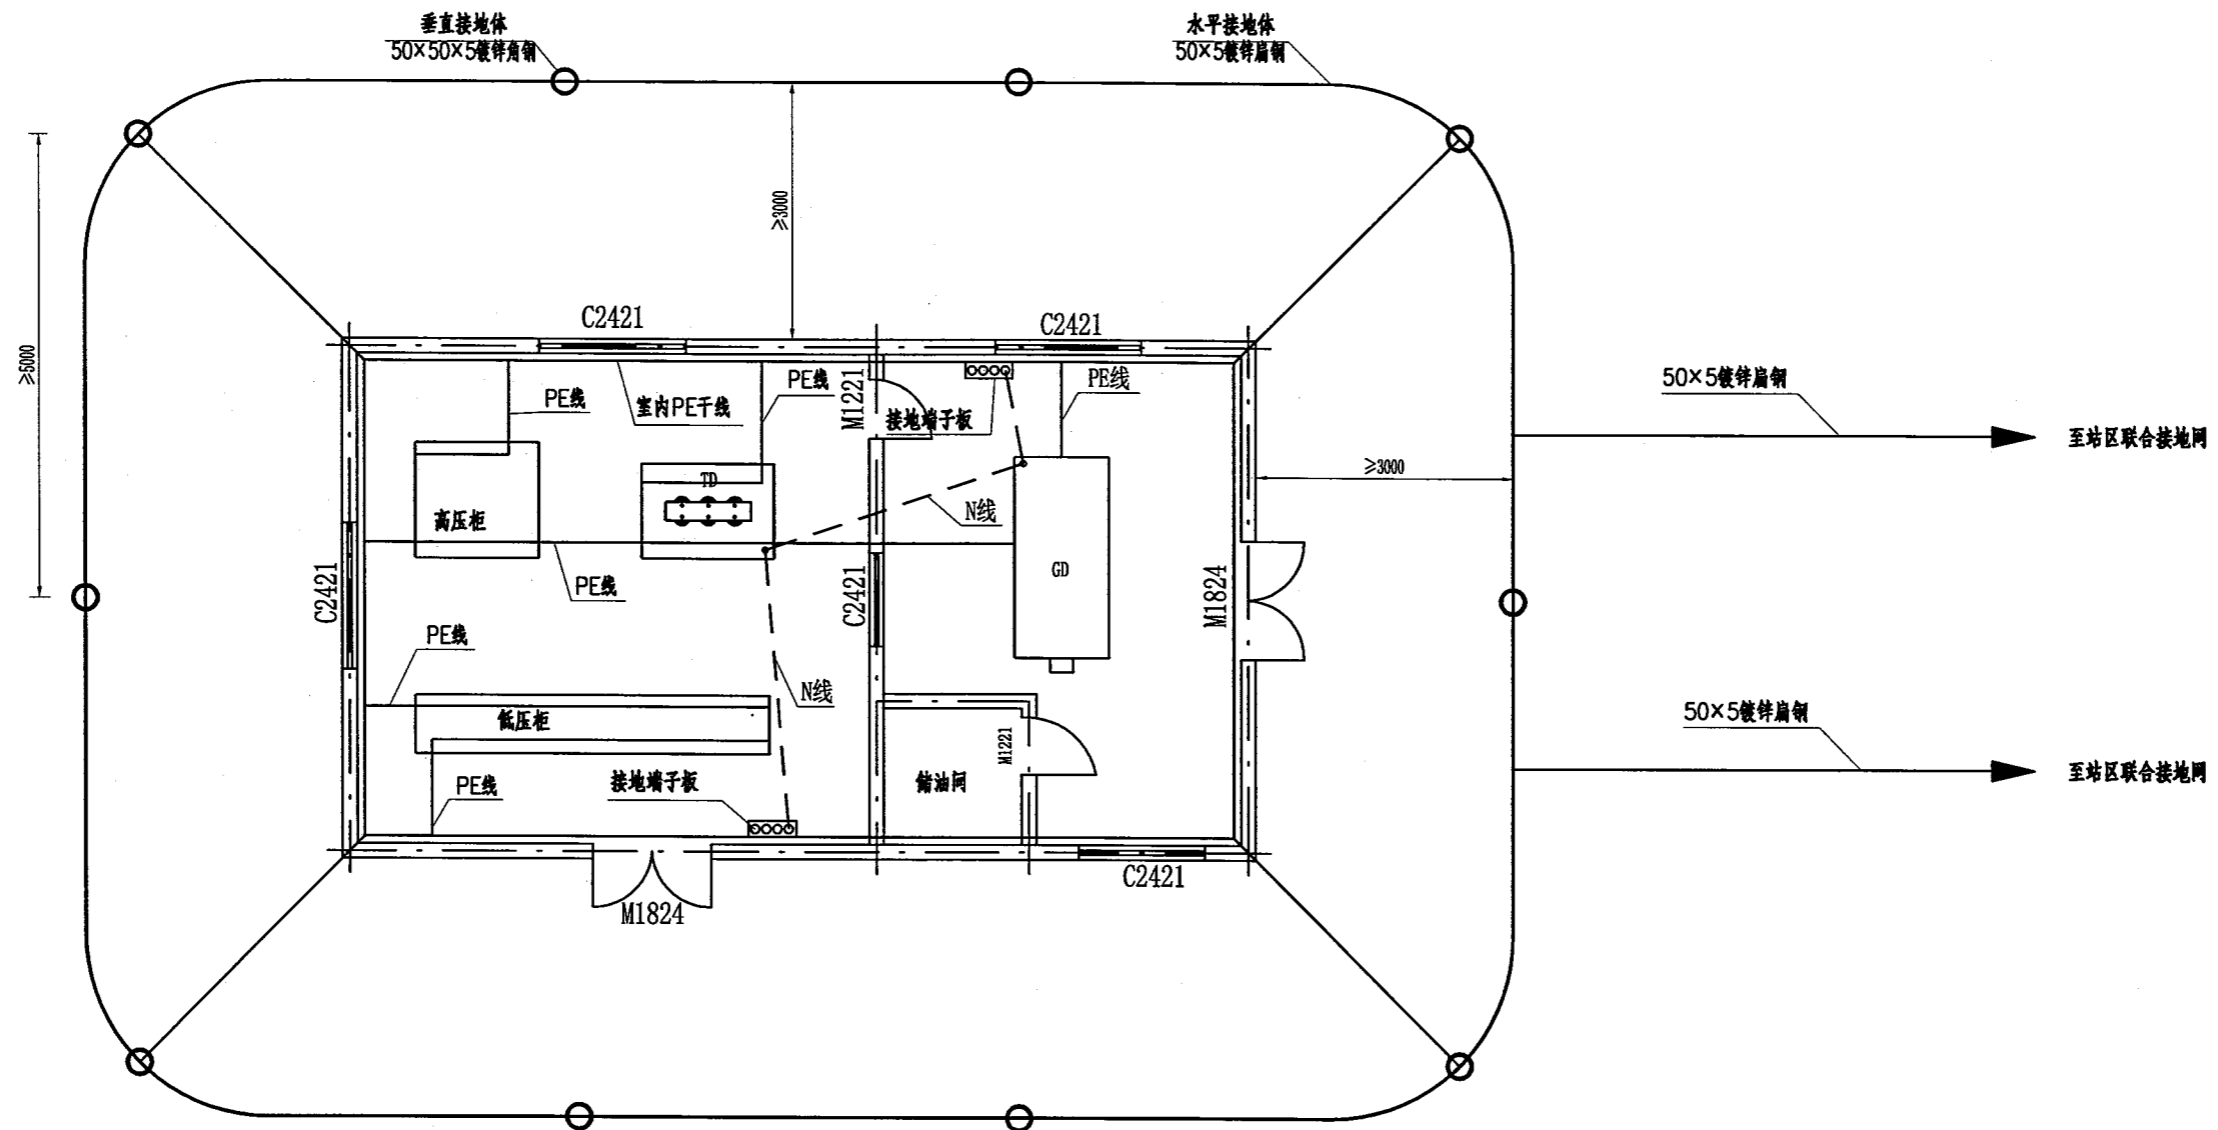 垂直接地体
50×50×5镀锌角钢
水平接地体
50×5镀锌扁钢
≥3000
≥5000
C2421
C2421
PE线
室内PE干线
PE线
M1221
接地端子板
PE线
50×5镀锌扁钢
至站区联合接地网
≥3000
TD
高压柜
N线
GD
C2421
PE线
C2421
M1824
PE线
N线
低压柜
M1221
50×5镀锌扁钢
至站区联合接地网
PE线
接地端子板
储油间
C2421
M1824